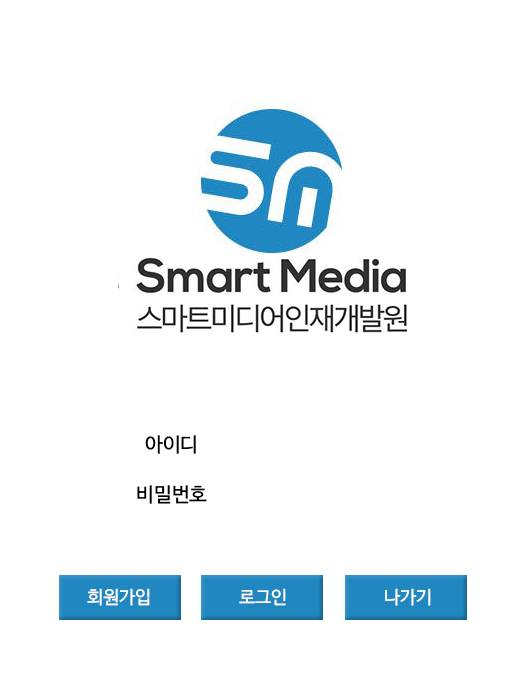 SM
Smart Media
스마트미디어인재개발원
아이디
비밀번호
회원가입 로그인 나가기